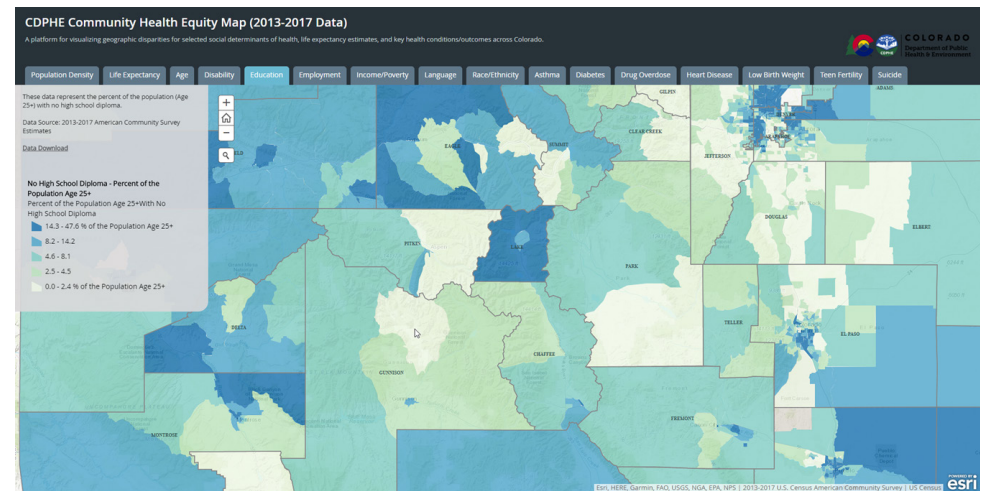 CDPHE Community Health Equity Map (2013-2017 Data)
A platform for visualizing geographic disparities for selected social determinants of health, life expectancy estimates, and key health conditions/outcomes across Colorado.
CDPHE
COLORADO
Department of Public
Health & Environment
Population Density
Life Expectancy
Age
Disability
Education
Employment
Income/Poverty
Language
Race/Ethnicity
Asthma
Diabetes
Drug Overdose
Heart Disease
Low Birth Weight
Teen Fertility
Suicide
These data represent the percent of the population (Age
25+) with no high school diploma.
Data Source: 2013-2017 American Community Survey
Estimates
Data Download
No High School Diploma - Percent of the
Population Age 25+
Percent of the Population Age 25+With No
High School Diploma
14.3 - 47.6 % of the Population Age 25+
8.2 - 14.2
4.6 - 8.1
2.5 - 4.5
0.0 - 2.4 % of the Population Age 25+
+
−
GILPIN
ADAMS
CLEAR CREEK
EAGLE
SUMMIT
JEFFERSON
DOUGLAS
ELBERT
PITKIN
LAKE
PARK
DELTA
TELLER
EL PASO
CHAFFEE
GUNNISON
FREMONT
MONTROSE
POWERED BY
esri
Esri, HERE, Garmin, FAO, USGS, NGA, EPA, NPS | 2013-2017 U.S. Census American Community Survey | US Census